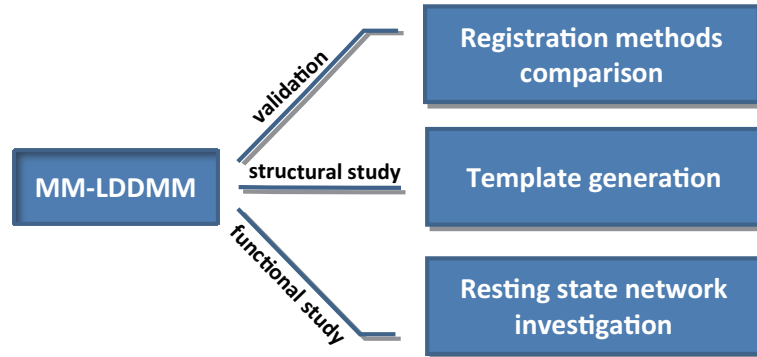 Registration methods
comparison
validation
MM-LDDMM
structural study
Template generation
functional study
Resting state network
investigation